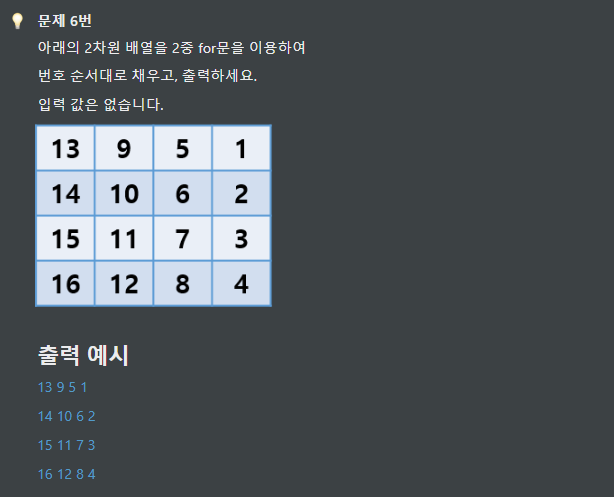 문제 6번
아래의 2차원 배열을 2중 for문을 이용하여
번호 순서대로 채우고, 출력하세요.
입력 값은 없습니다.
13 9 5 1
14 10 6 2
15 11 7 3
16 12 8 4
출력 예시
13 9 5 1
14 10 6 2
15 11 7 3
16 12 8 4